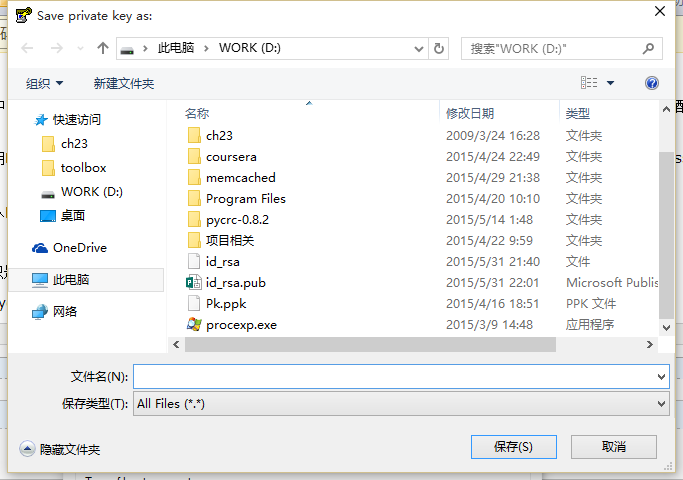 Save private key as:
此电脑 WORK (D:)
搜索"WORK (D:)"
组织 新建文件夹
名称 修改日期 类型
快速访问
ch23
toolbox
WORK (D:)
桌面
OneDrive
此电脑
网络
ch23 2009/3/24 16:28 文件夹
coursera 2015/4/24 22:49 文件夹
memcached 2015/4/29 21:38 文件夹
Program Files 2015/4/20 10:10 文件夹
pycrc-0.8.2 2015/5/14 1:48 文件夹
项目相关 2015/4/22 9:59 文件夹
id_rsa 2015/5/31 21:40 文件
id_rsa.pub 2015/5/31 22:01 Microsoft Publis
Pk.ppk 2015/4/16 18:51 PPK 文件
procexp.exe 2015/3/9 14:48 应用程序
文件名(N):
保存类型(T): All Files (*.*)
隐藏文件夹 保存(S) 取消